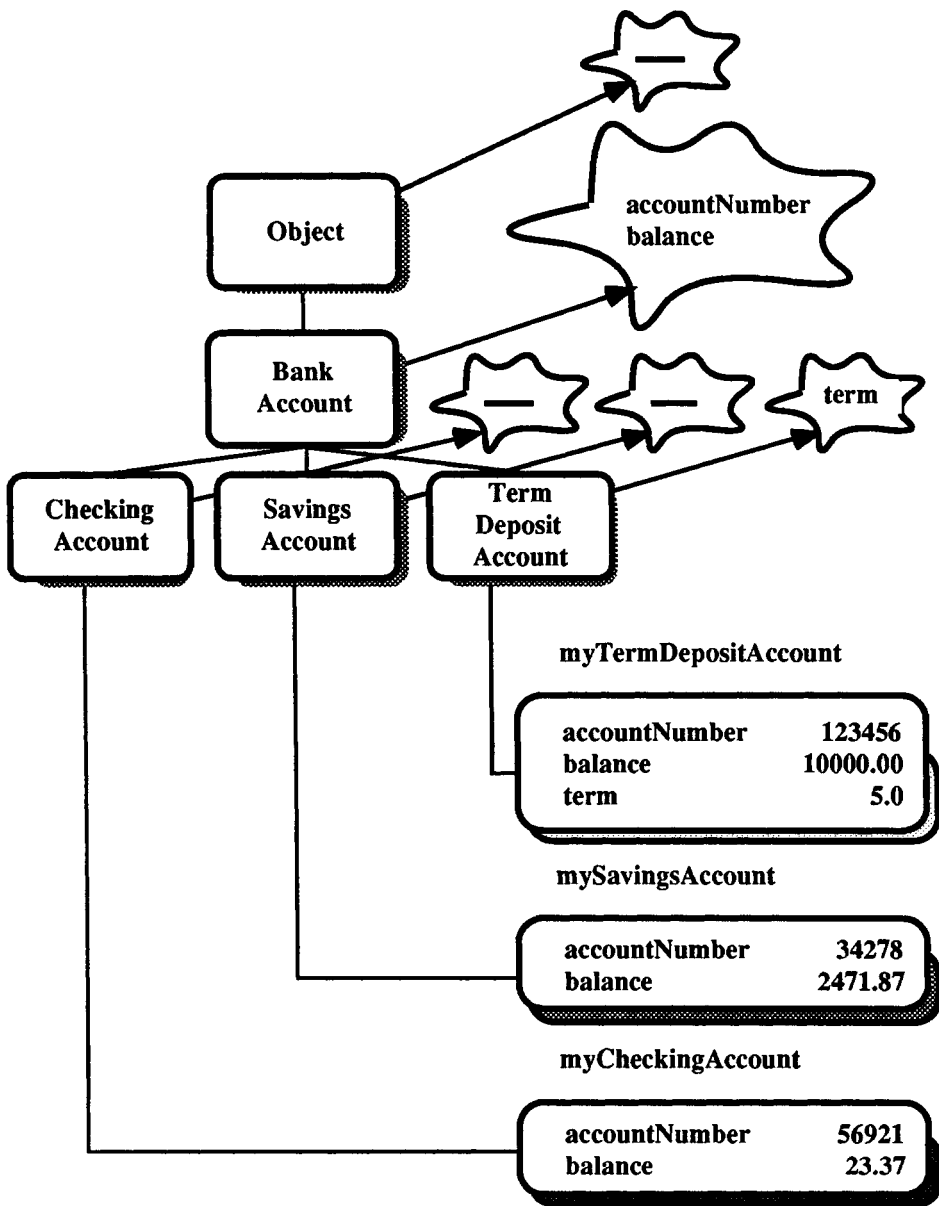 Object
accountNumber
balance
Bank
Account
term
Checking
Account
Savings
Account
Term
Deposit
Account
myTermDepositAccount
accountNumber 123456
balance 10000.00
term 5.0
mySavingsAccount
accountNumber 34278
balance 2471.87
myCheckingAccount
accountNumber 56921
balance 23.37